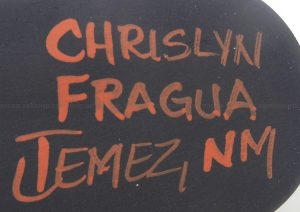 CHRISLYN
FRAGUA
JEMEZ, NM